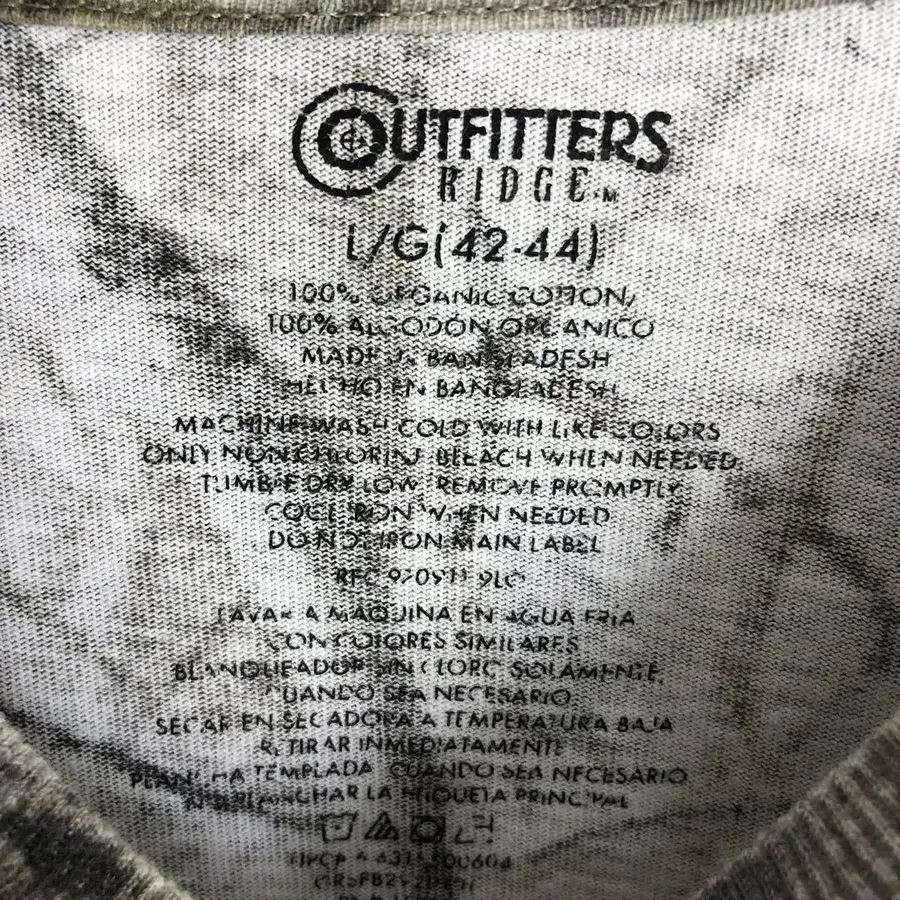 OUTFITTERS
RIDGE
L/G(42-44)
100% ORGANIC COTTON/
100% ALGODÓN ORGANICO
MADE IN BANGLADESH
HECHO EN BANGLADESH
MACHINE WASH COLD WITH LIKE COLORS
ONLY NON CHLORINE BLEACH WHEN NEEDED.
TUMBLE DRY LOW, REMOVE PROMPTLY
COOL IRON WHEN NEEDED
DO NOT IRON MAIN LABEL
LAVAR A MAQUINA EN AGUA FRIA
CON COLORES SIMILARES
BLANQUEADOR SIN CLORO SOLAMENTE,
CUANDO SEA NECESARIO
SECAR EN SECADORA A TEMPERATURA BAJA
RETIRAR INMEDIATAMENTE
PLANCHA TEMPLADA CUANDO SEA NECESARIO
NO PLANCHAR LA ETIQUETA PRINCIPAL